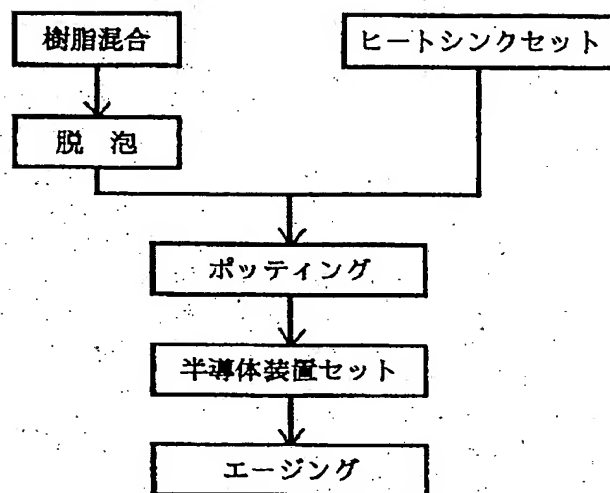 樹脂混合
ヒートシンクセット
脱 泡
ポッティング
半導体装置セット
エージング